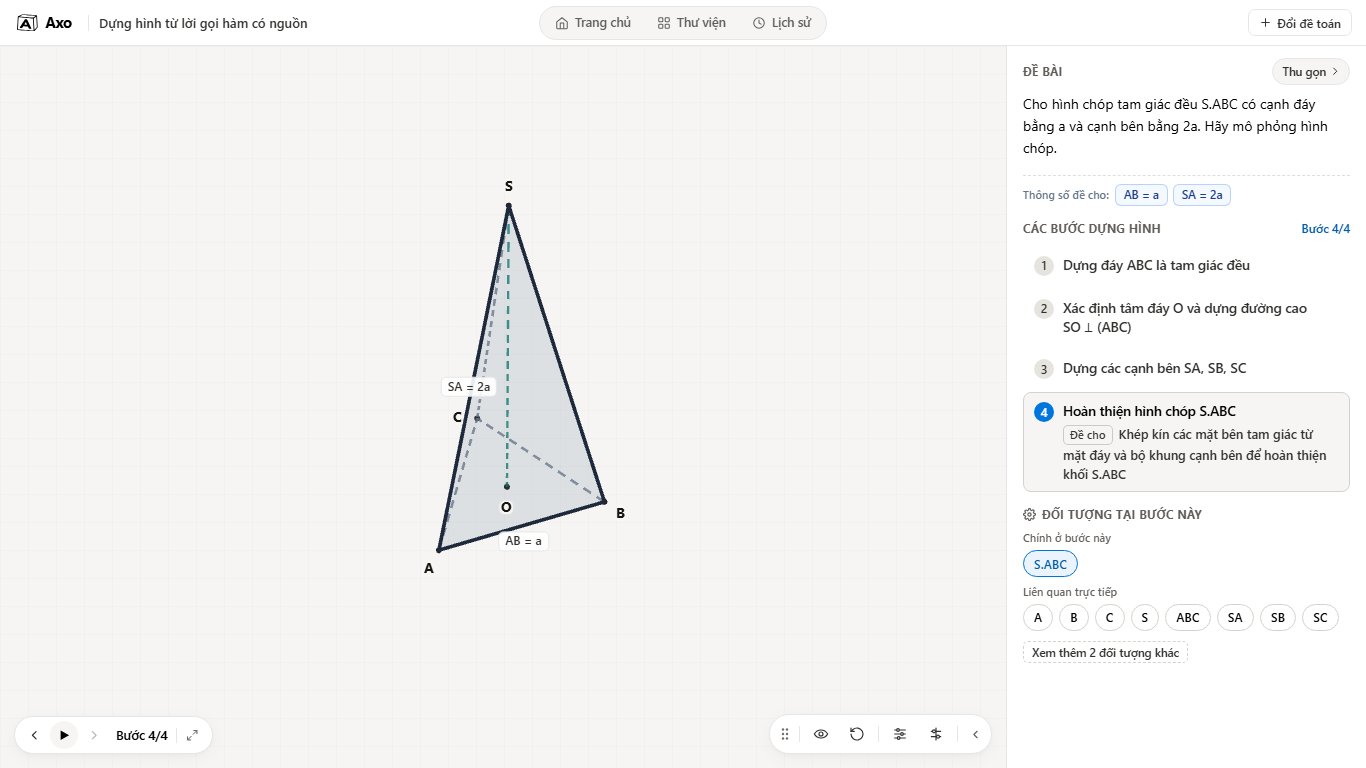 Axo
Dựng hình từ lời gọi hàm có nguồn
Trang chủ
Thư viện
Lịch sử
Đổi đề toán
S
SA = 2a
C
O
B
AB = a
A
Bước 4/4
ĐỀ BÀI
Thu gọn
Cho hình chóp tam giác đều S.ABC có cạnh đáy
bằng a và cạnh bên bằng 2a. Hãy mô phỏng hình
chóp.
Thông số đề cho: AB = a SA = 2a
CÁC BƯỚC DỰNG HÌNH
Bước 4/4
1 Dựng đáy ABC là tam giác đều
2 Xác định tâm đáy O và dựng đường cao
SO ⊥ (ABC)
3 Dựng các cạnh bên SA, SB, SC
4 Hoàn thiện hình chóp S.ABC
Đề cho Khép kín các mặt bên tam giác từ
mặt đáy và bộ khung cạnh bên để hoàn thiện
khối S.ABC
ĐỐI TƯỢNG TẠI BƯỚC NÀY
Chính ở bước này
S.ABC
Liên quan trực tiếp
A B C S ABC SA SB SC
Xem thêm 2 đối tượng khác